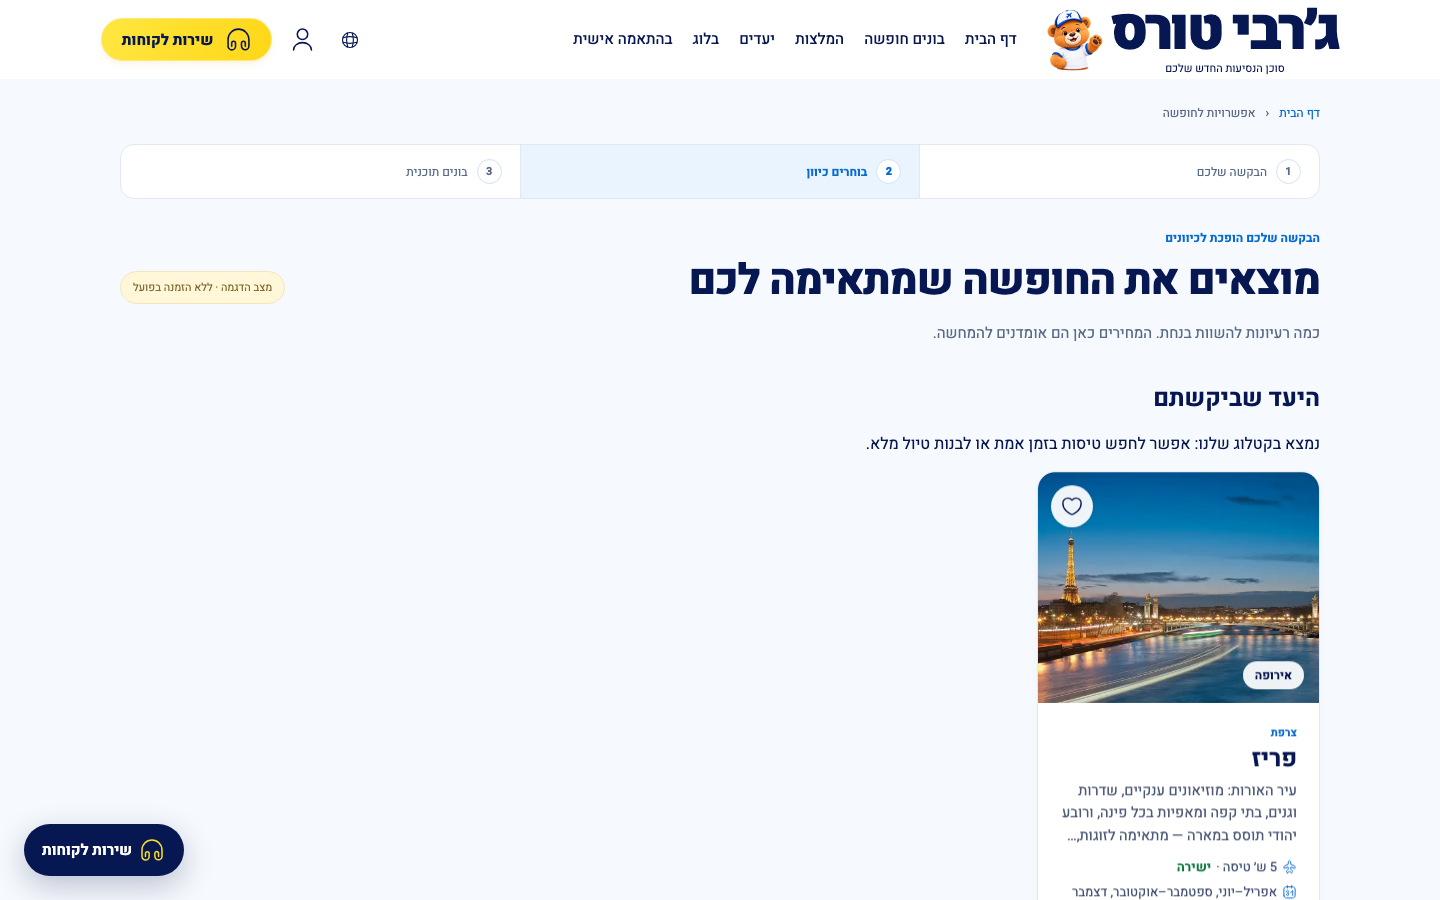 ג'רבי טורס
סוכן הנסיעות החדש שלכם
דף הבית
בונים חופשה
המלצות
יעדים
בלוג
בהתאמה אישית
שירות לקוחות
דף הבית › אפשרויות לחופשה
1 הבקשה שלכם
2 בוחרים כיוון
3 בונים תוכנית
הבקשה שלכם הופכת לכיוונים
מוצאים את החופשה שמתאימה לכם
מצב הדגמה · ללא הזמנה בפועל
כמה רעיונות להשוות בנחת. המחירים כאן הם אומדנים להמחשה.
היעד שביקשתם
נמצא בקטלוג שלנו: אפשר לחפש טיסות בזמן אמת או לבנות טיול מלא.
אירופה
צרפת
פריז
עיר האורות: מוזיאונים ענקיים, שדרות
וגנים, בתי קפה ומאפיות בכל פינה, ורובע
יהודי תוסס במארה – מתאימה לזוגות,...
5 ש' טיסה · ישירה
אפריל–יוני, ספטמבר–אוקטובר, דצמבר
שירות לקוחות